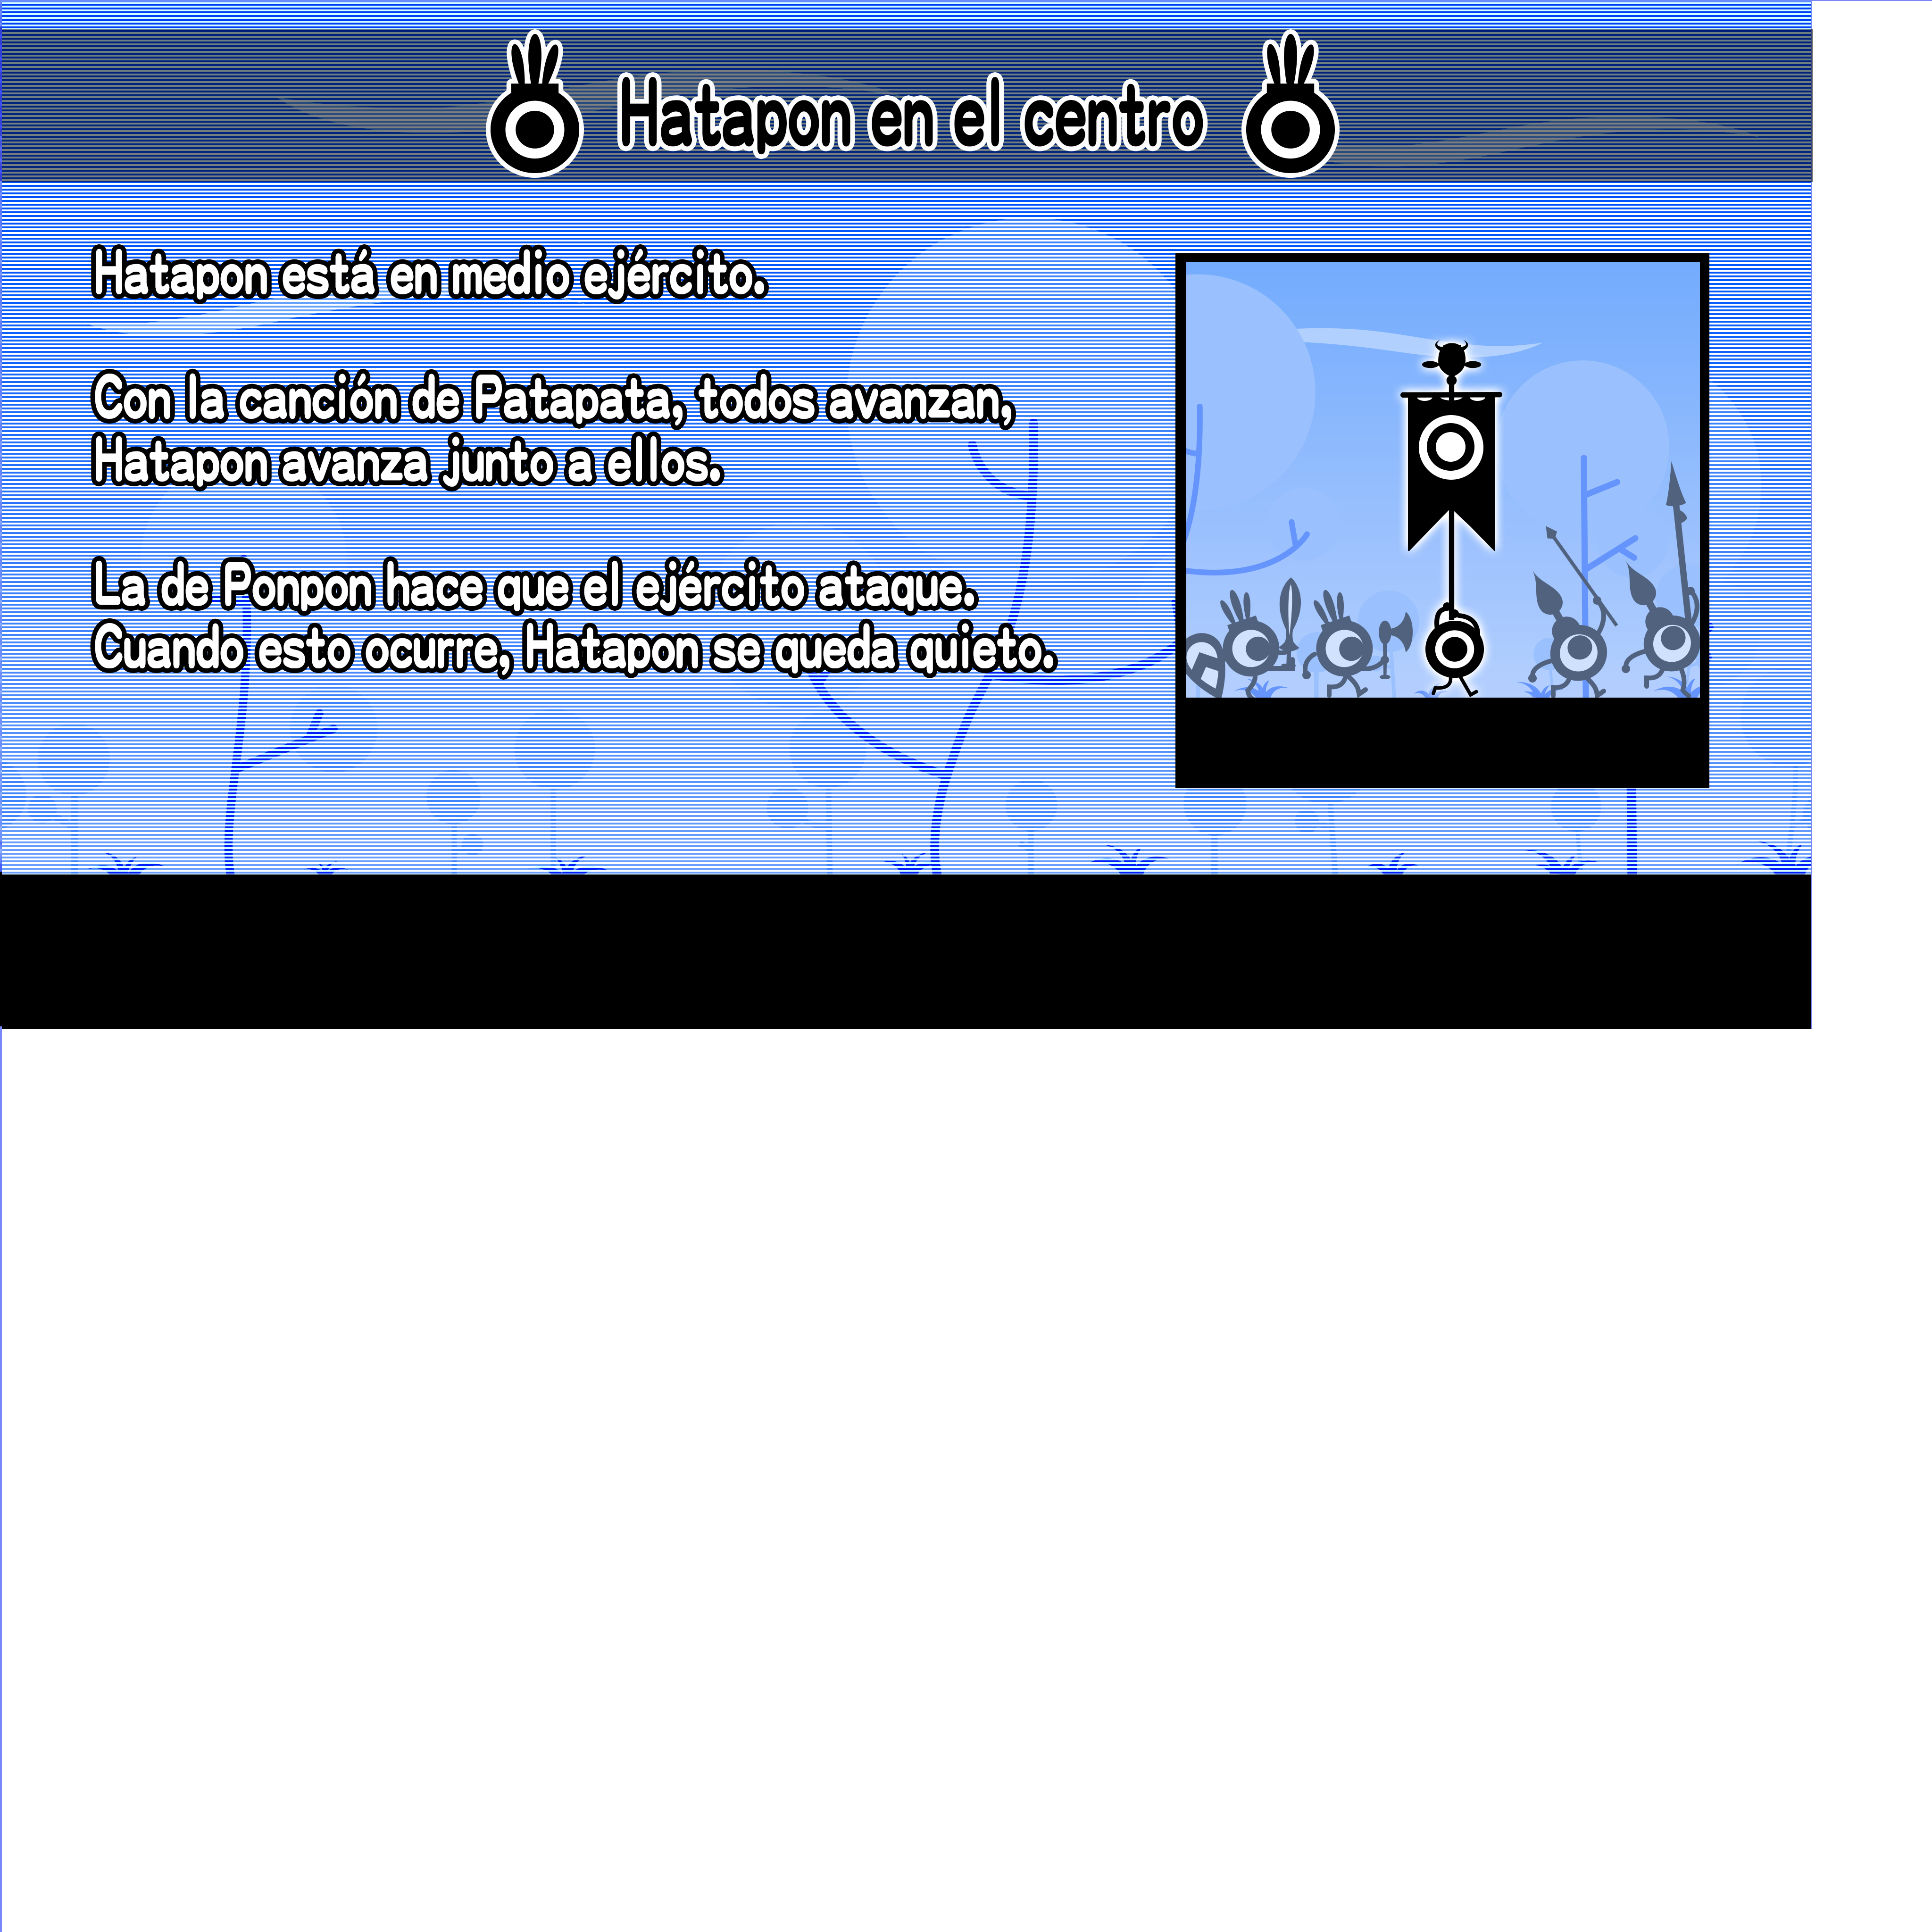 Hatapon en el centro
Hatapon está en medio ejército.
Con la canción de Patapata, todos avanzan,
Hatapon avanza junto a ellos.
La de Ponpon hace que el ejército ataque.
Cuando esto ocurre, Hatapon se queda quieto.